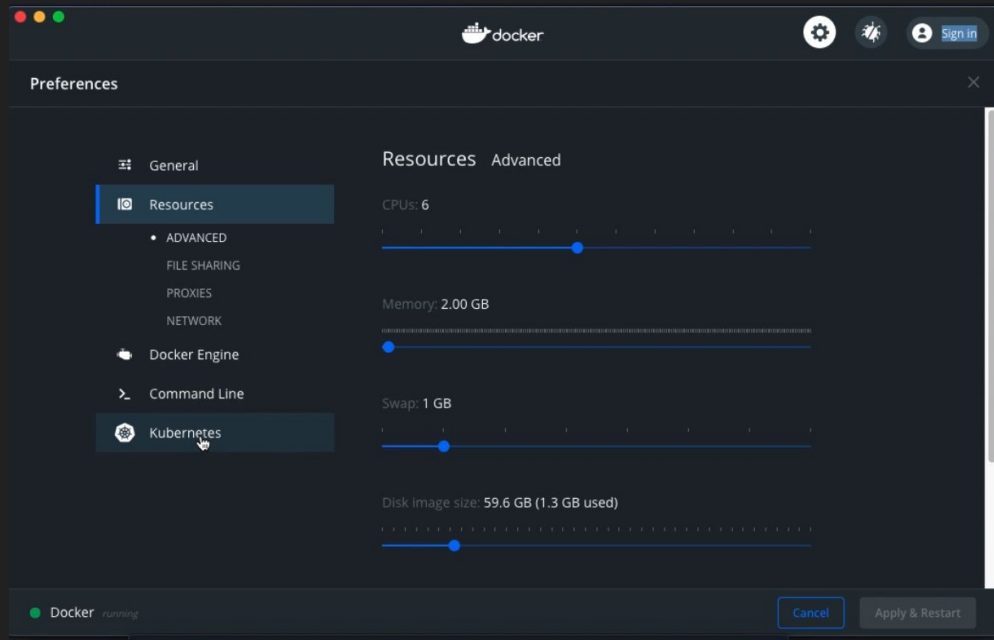 docker
Sign in
Preferences
General
Resources
ADVANCED
FILE SHARING
PROXIES
NETWORK
Docker Engine
Command Line
Kubernetes
Resources Advanced
CPUs: 6
Memory: 2.00 GB
Swap: 1 GB
Disk image size: 59.6 GB (1.3 GB used)
Docker running
Cancel
Apply & Restart